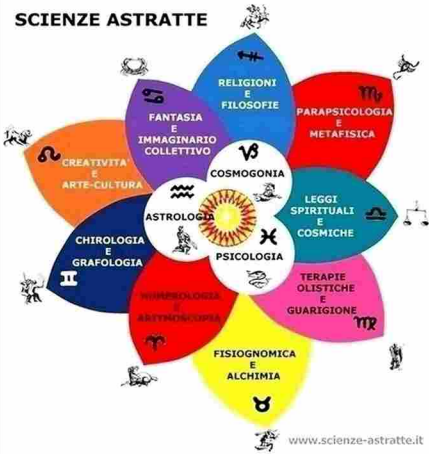 SCIENZE ASTRATTE
RELIGIONI
E
FILOSOFIE
FANTASIA
E
IMMAGINARIO
COLLETTIVO
PARAPSICOLOGIA
E
METAFISICA
CREATIVITA'
E
ARTE-CULTURA
COSMOGONIA
LEGGI
SPIRITUALI
E
COSMICHE
ASTROLOGIA
CHIROLOGIA
E
GRAFOLOGIA
PSICOLOGIA
TERAPIE
OLISTICHE
E
GUARIGIONE
NUMEROLOGIA
E
ARITMOSCOPIA
FISIOGNOMICA
E
ALCHIMIA
www.scienze-astratte.it